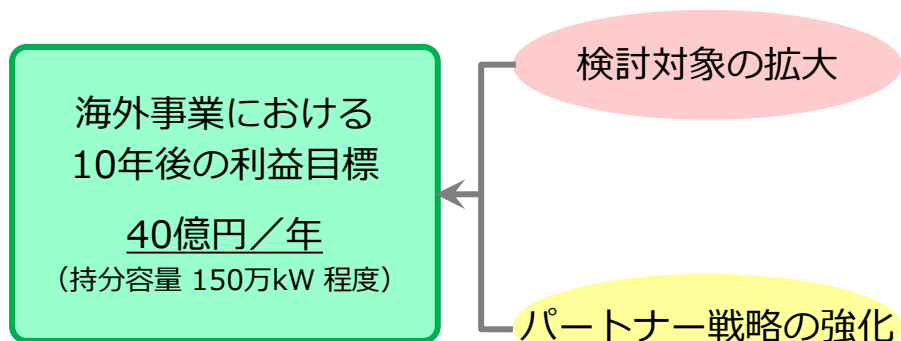 海外事業における
10年後の利益目標
40億円／年
（持分容量 150万kW 程度）
検討対象の拡大
パートナー戦略の強化